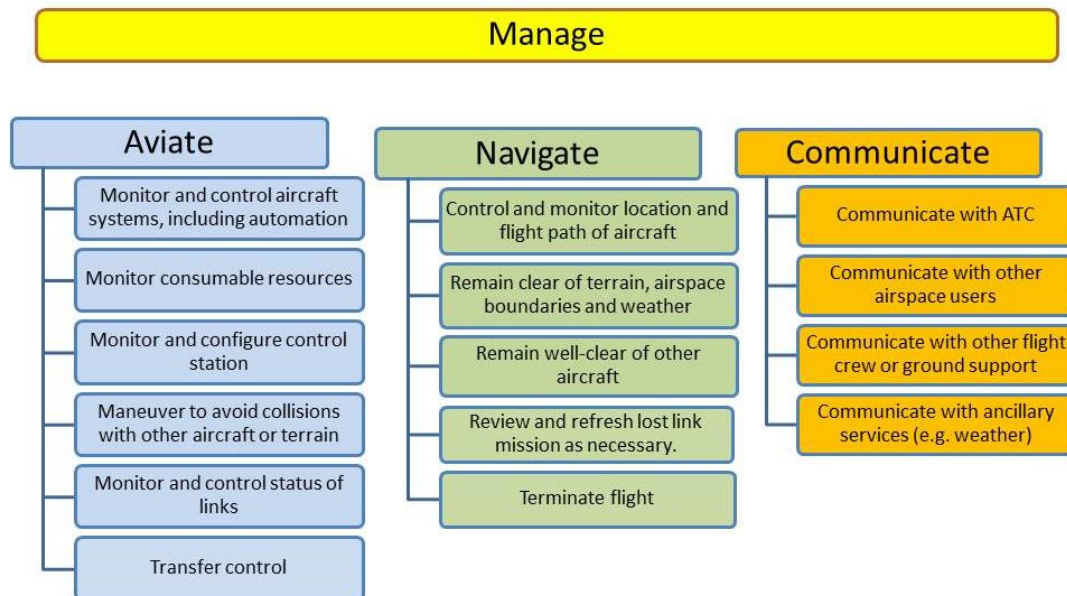 Manage
Aviate
Monitor and control aircraft
systems, including automation
Monitor consumable resources
Monitor and configure control
station
Maneuver to avoid collisions
with other aircraft or terrain
Monitor and control status of
links
Transfer control
Navigate
Control and monitor location and
flight path of aircraft
Remain clear of terrain, airspace
boundaries and weather
Remain well-clear of other
aircraft
Review and refresh lost link
mission as necessary.
Terminate flight
Communicate
Communicate with ATC
Communicate with other
airspace users
Communicate with other flight
crew or ground support
Communicate with ancillary
services (e.g. weather)